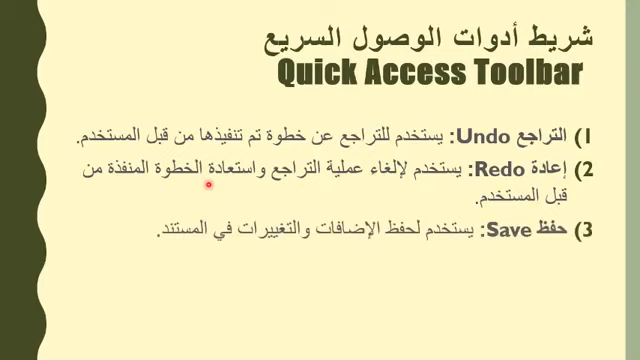 شريط أدوات الوصول السريع
Quick Access Toolbar
1) التراجع Undo: يستخدم للتراجع عن خطوة تم تنفيذها من قبل المستخدم.
2) إعادة Redo: يستخدم لإلغاء عملية التراجع واستعادة الخطوة المنفذة من
قبل المستخدم.
3) حفظ Save: يستخدم لحفظ الإضافات والتغييرات في المستند.